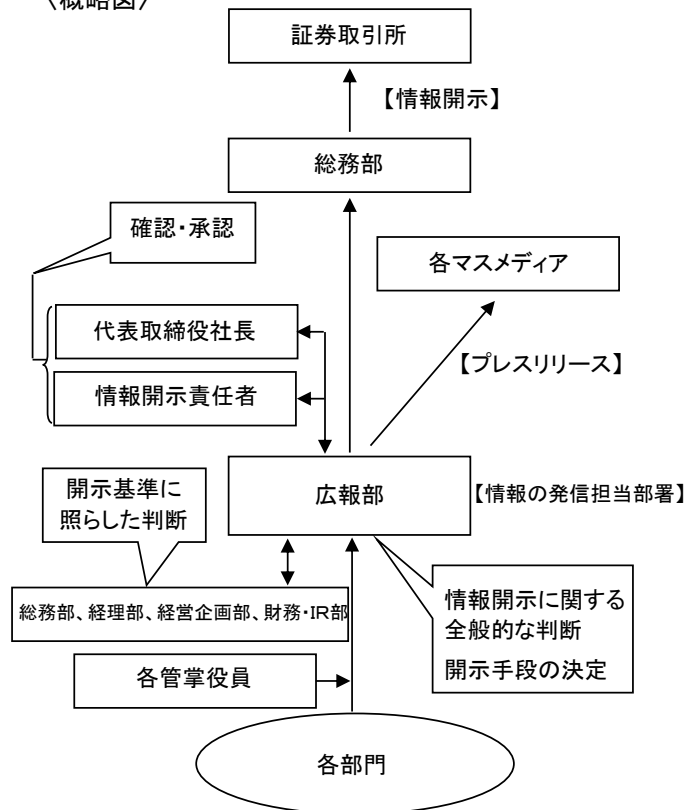 〈概略図〉
証券取引所
【情報開示】
総務部
確認・承認
各マスメディア
代表取締役社長
【プレスリリース】
情報開示責任者
開示基準に
照らした判断
広報部
【情報の発信担当部署】
総務部、経理部、経営企画部、財務・IR部
情報開示に関する
全般的な判断
開示手段の決定
各管掌役員
各部門